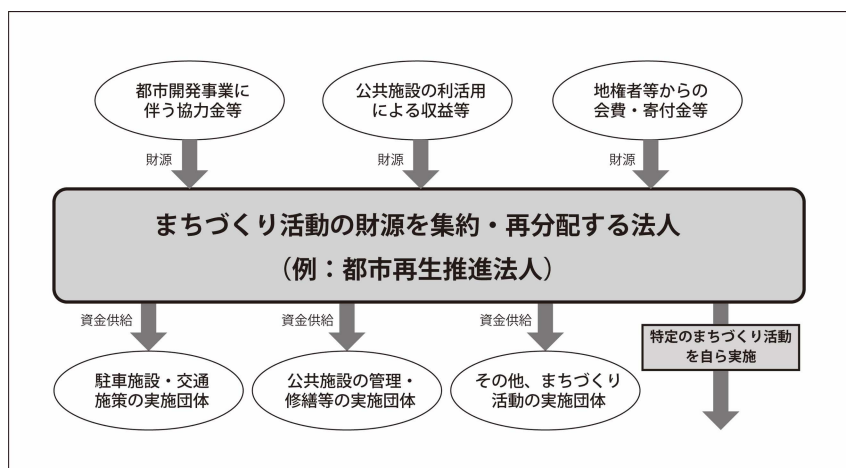 都市開発事業に
伴う協力金等
公共施設の利活用
による収益等
地権者等からの
会費・寄付金等
財源
財源
財源
まちづくり活動の財源を集約・再分配する法人
（例：都市再生推進法人）
資金供給
資金供給
資金供給
特定のまちづくり活動
を自ら実施
駐車施設・交通
施策の実施団体
公共施設の管理・
修繕等の実施団体
その他、まちづくり
活動の実施団体